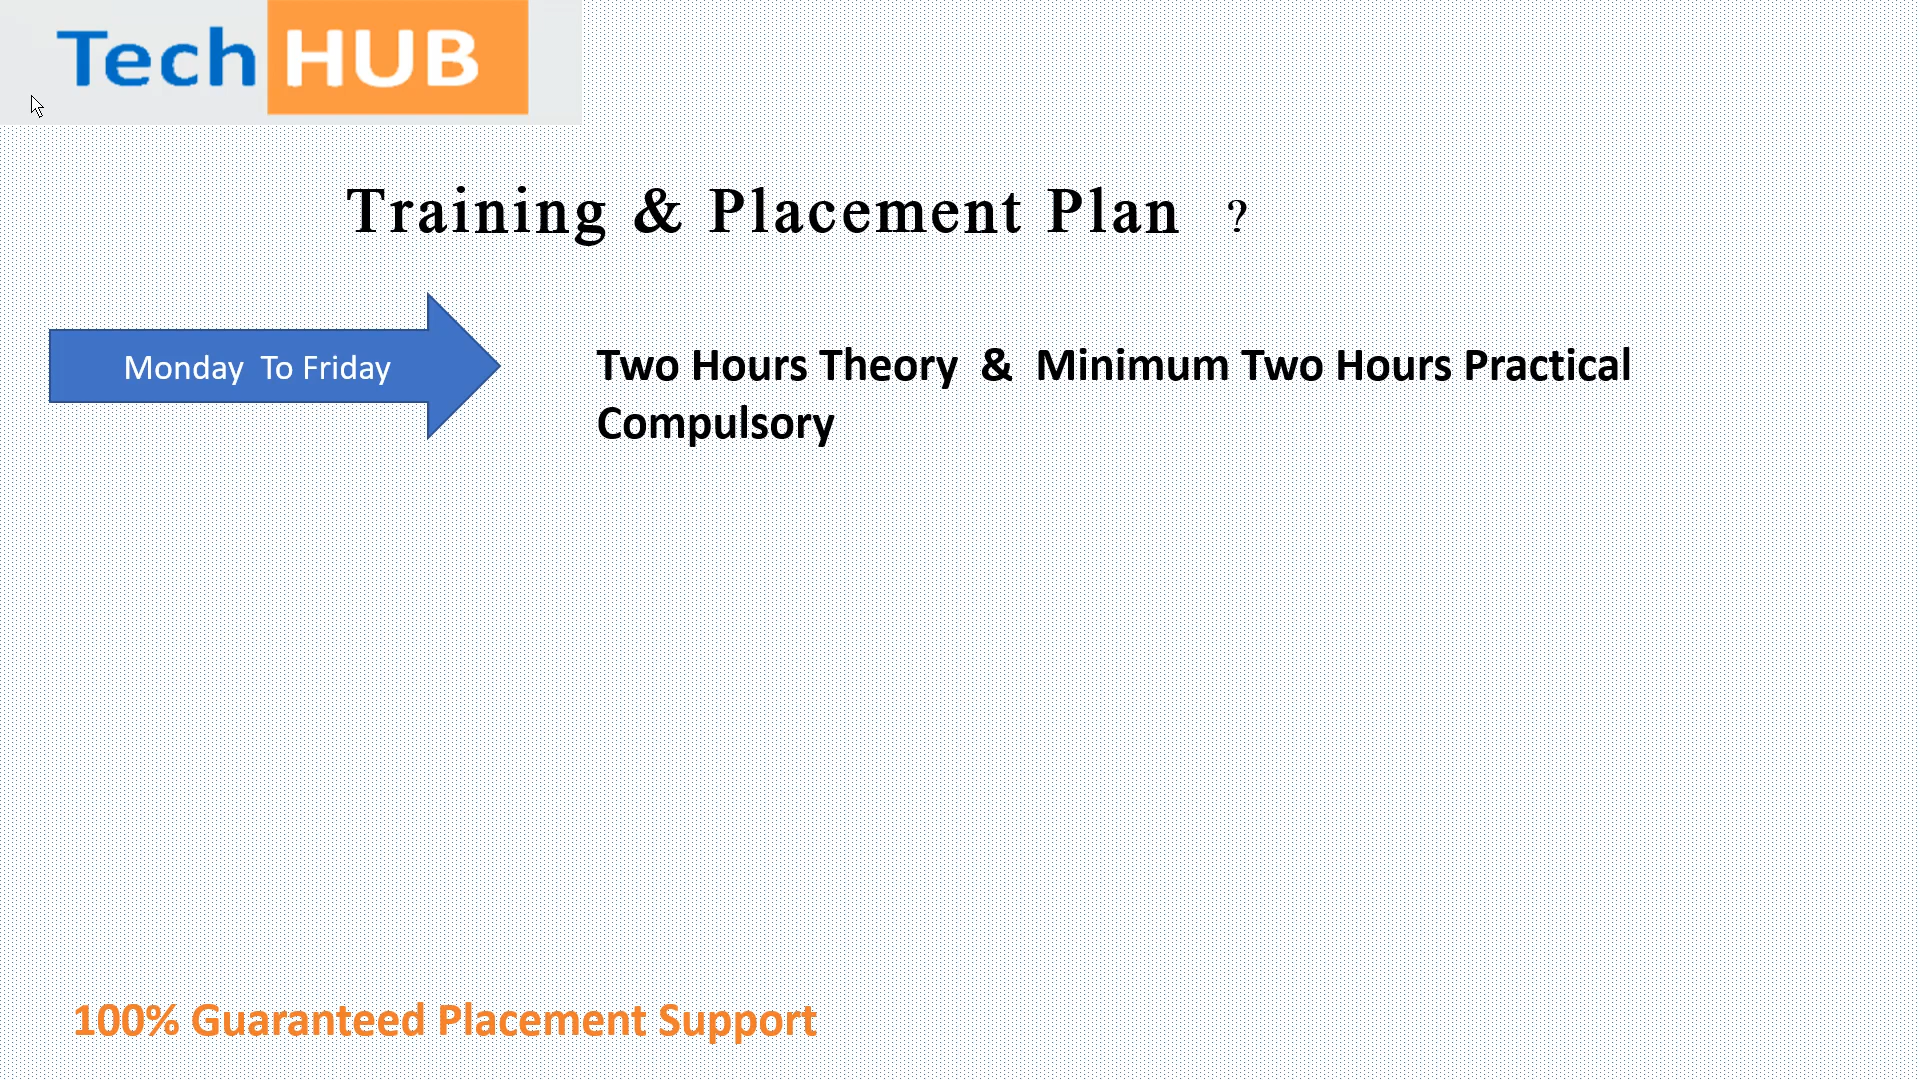 Tech HUB
Training & Placement Plan ?
Monday To Friday
Two Hours Theory & Minimum Two Hours Practical
Compulsory
100% Guaranteed Placement Support